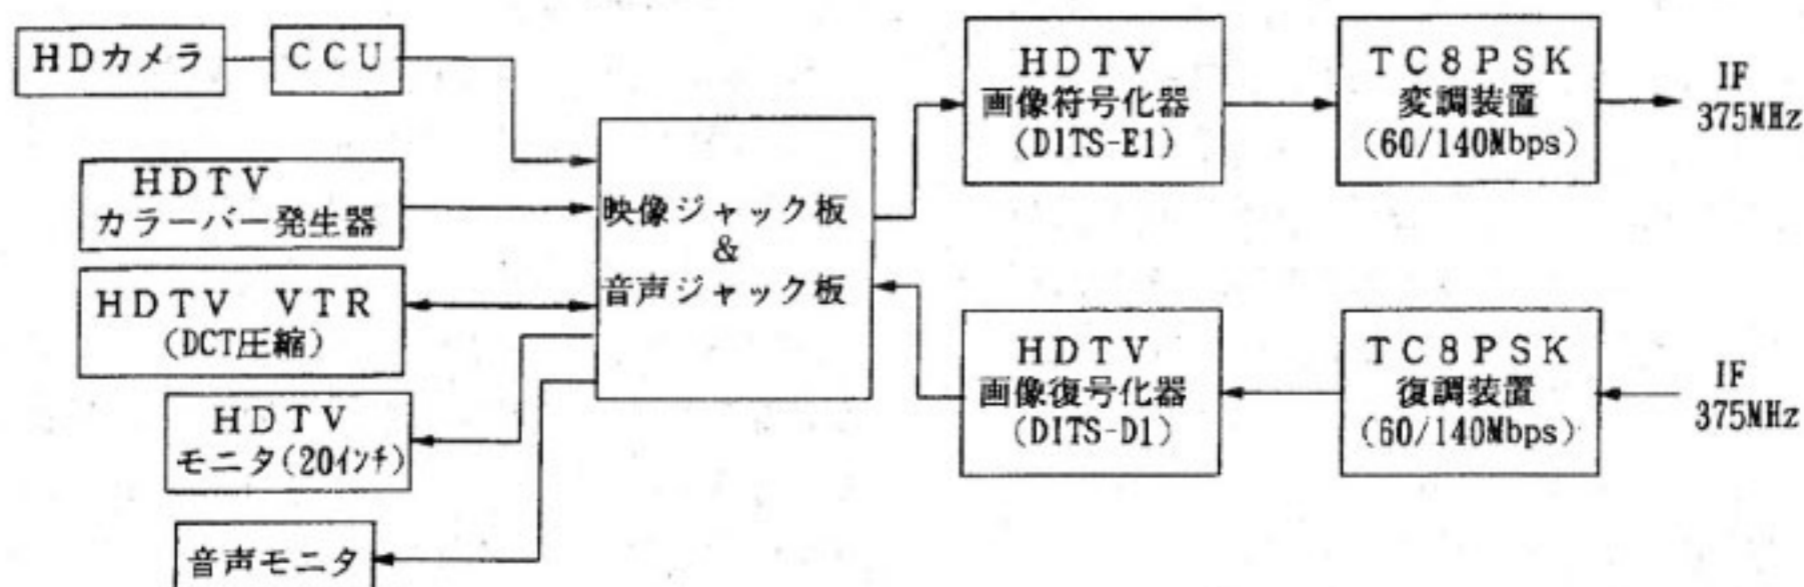 HDカメラ
CCU
HDTV
カラーバー発生器
HDTV VTR
(DCT圧縮)
HDTV
モニタ(20インチ)
音声モニタ
映像ジャック板
&
音声ジャック板
HDTV
画像符号化器
(DITS-E1)
TC8PSK
変調装置
(60/140Mbps)
IF
375MHz
HDTV
画像復号化器
(DITS-D1)
TC8PSK
復調装置
(60/140Mbps)
IF
375MHz